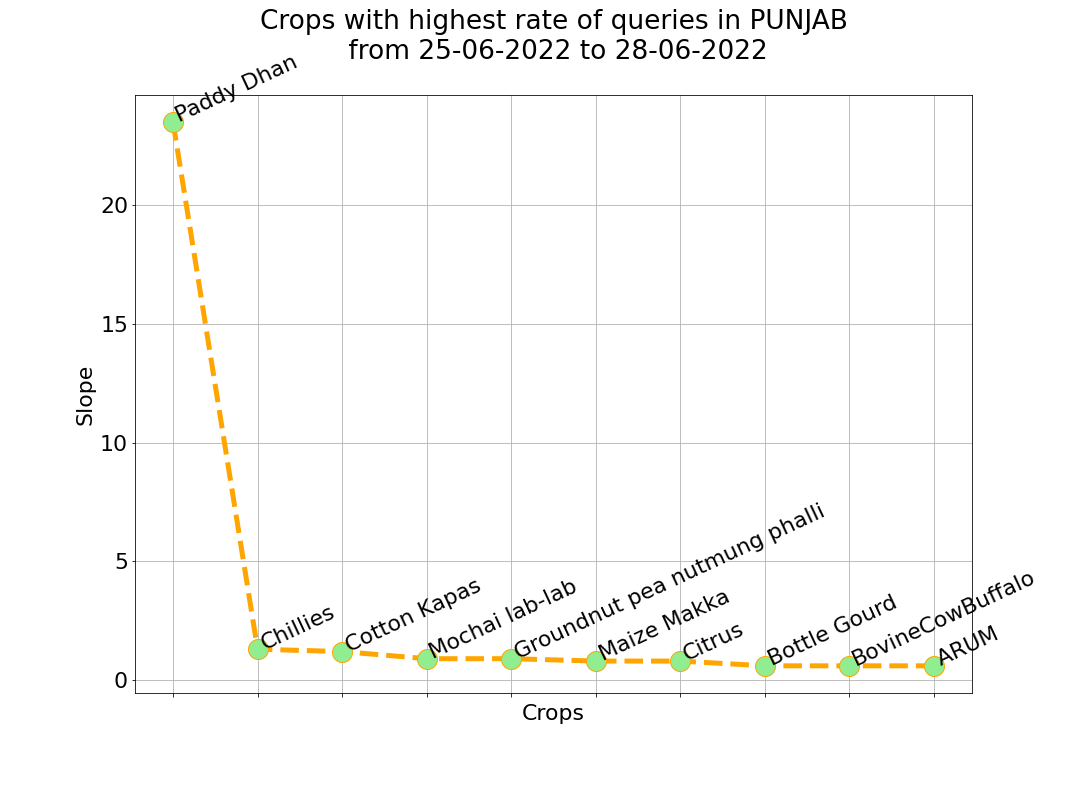 Crops with highest rate of queries in PUNJAB
from 25-06-2022 to 28-06-2022
Paddy Dhan
20
15
Slope
10
5
0
Chillies
Cotton Kapas
Mochai lab-lab
Groundnut pea nutmung phalli
Maize Makka
Citrus
Bottle Gourd
BovineCowBuffalo
ARUM
Crops